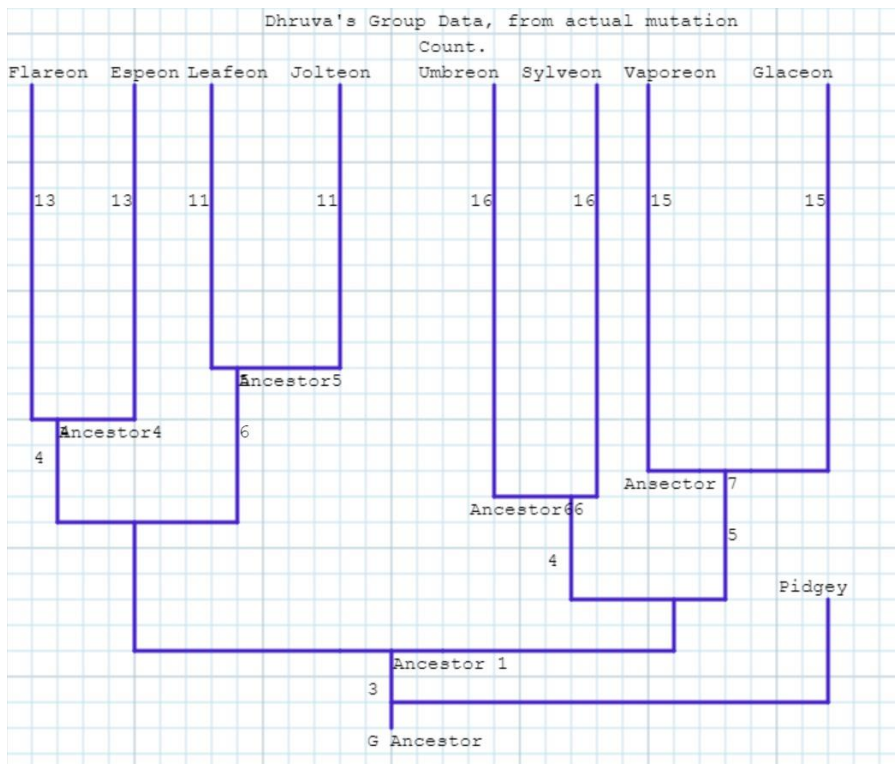 Dhruva's Group Data, from actual mutation
Count.
Flareon Espeon Leafeon Jolteon Umbreon Sylveon Vaporeon Glaceon
13 13 11 11 16 16 15 15
Ancestor5
Ancestor4 6
4
Ansector 7
Ancestor66
5
4
Pidgey
Ancestor 1
3
G Ancestor